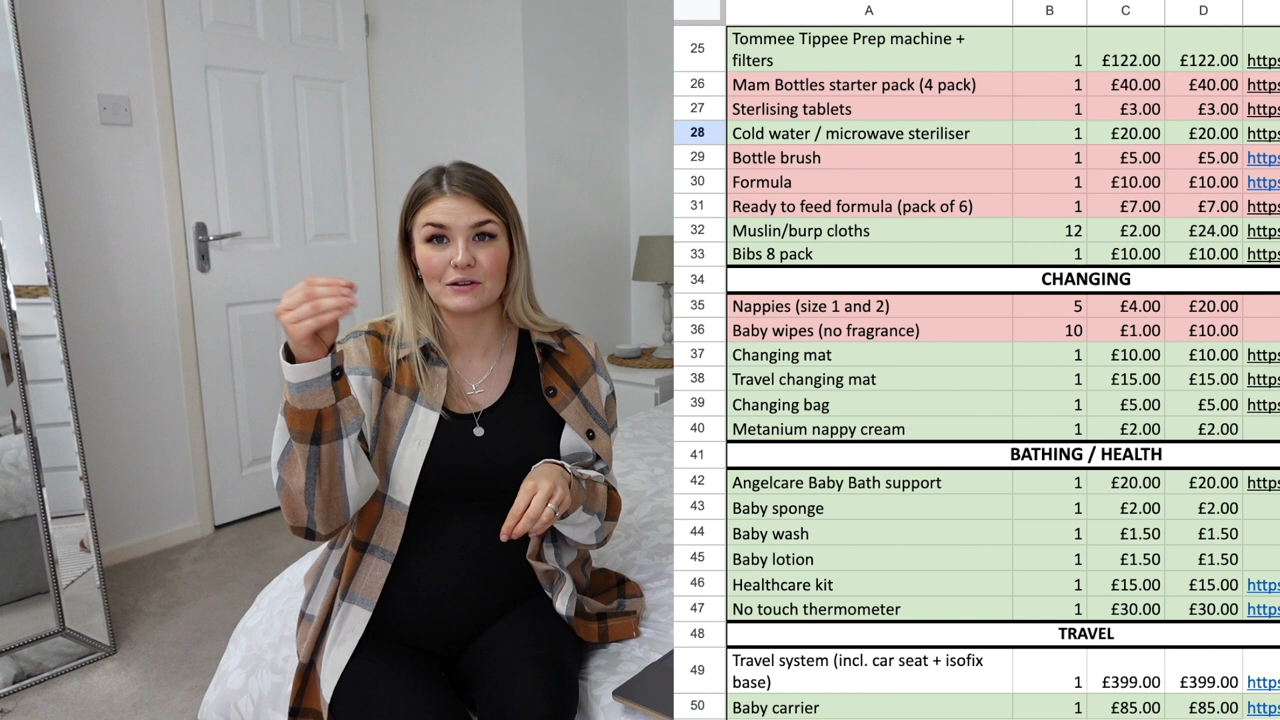 A B C D
25 Tommee Tippee Prep machine +
filters 1 £122.00 £122.00 https
26 Mam Bottles starter pack (4 pack) 1 £40.00 £40.00 https
27 Sterlising tablets 1 £3.00 £3.00 https
28 Cold water / microwave steriliser 1 £20.00 £20.00 https
29 Bottle brush 1 £5.00 £5.00 https
30 Formula 1 £10.00 £10.00 https
31 Ready to feed formula (pack of 6) 1 £7.00 £7.00 https
32 Muslin/burp cloths 12 £2.00 £24.00 https
33 Bibs 8 pack 1 £10.00 £10.00 https
34 CHANGING
35 Nappies (size 1 and 2) 5 £4.00 £20.00
36 Baby wipes (no fragrance) 10 £1.00 £10.00
37 Changing mat 1 £10.00 £10.00 https
38 Travel changing mat 1 £15.00 £15.00 https
39 Changing bag 1 £5.00 £5.00 https
40 Metanium nappy cream 1 £2.00 £2.00
41 BATHING / HEALTH
42 Angelcare Baby Bath support 1 £20.00 £20.00 https
43 Baby sponge 1 £2.00 £2.00
44 Baby wash 1 £1.50 £1.50
45 Baby lotion 1 £1.50 £1.50
46 Healthcare kit 1 £15.00 £15.00 https
47 No touch thermometer 1 £30.00 £30.00 https
48 TRAVEL
49 Travel system (incl. car seat + isofix
base) 1 £399.00 £399.00 https
50 Baby carrier 1 £85.00 £85.00 https